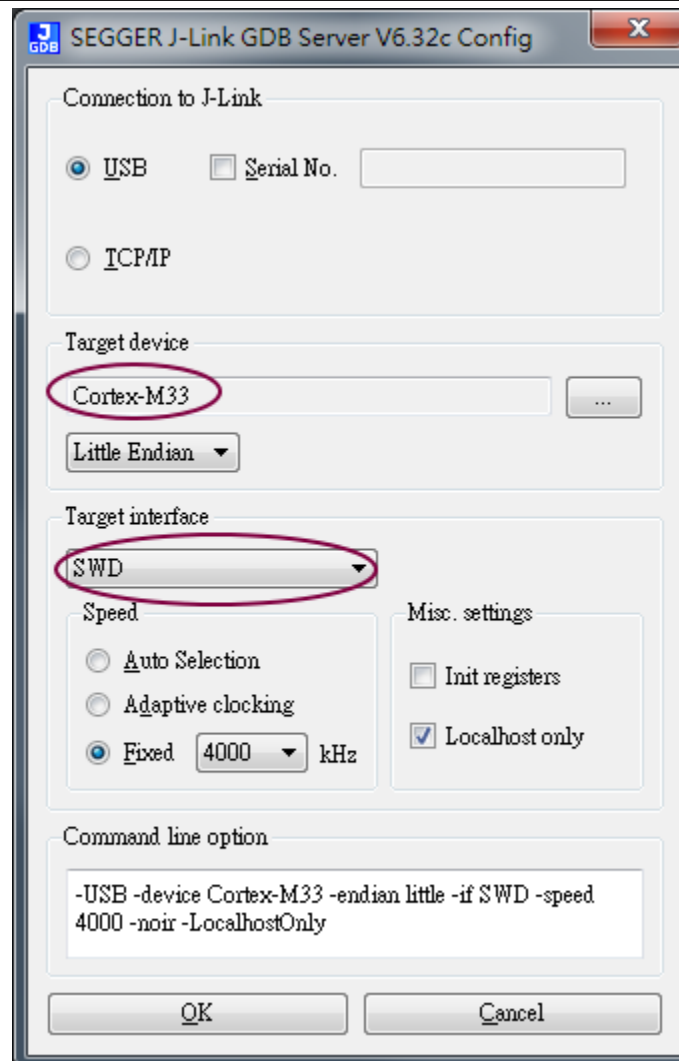 J
GDB
SEGGER J-Link GDB Server V6.32c Config
Connection to J-Link
USB
Serial No.
TCP/IP
Target device
Cortex-M33
...
Little Endian
Target interface
SWD
Speed
Misc. settings
Auto Selection
Init registers
Adaptive clocking
Localhost only
Fixed 4000 kHz
Command line option
-USB -device Cortex-M33 -endian little -if SWD -speed
4000 -noir -LocalhostOnly
OK
Cancel